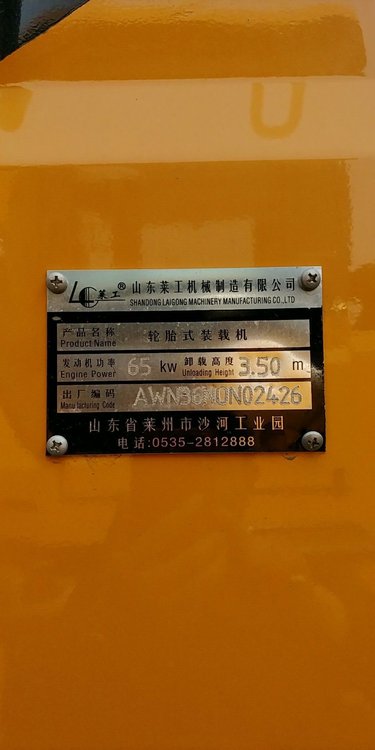 莱工® 山东莱工机械制造有限公司
SHANDONG LAIGONG MACHINERY MANUFACTURING CO.,LTD
产品名称 轮胎式装载机
Product Name
发动机功率 65 kw 卸载高度 3.50 m
Engine Power Unloading Height
出厂编码 AWN36N0N02426
Manufacturing Code
山东省莱州市沙河工业园
电话:0535-2812888